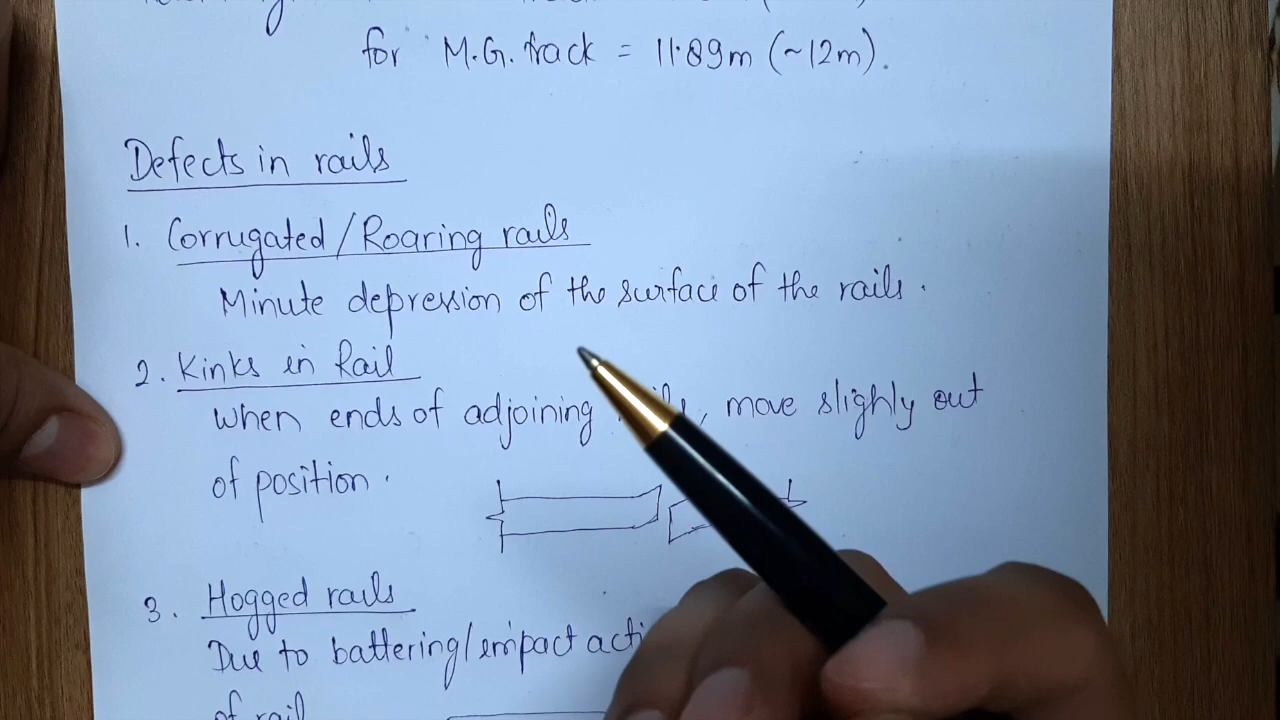 for M.G. track = 11.89m (~12m).
Defects in rails
1. Corrugated/Roaring rails
Minute depression of the surface of the rails.
2. Kinks in Rail
when ends of adjoining , move slighly out
of position.
3. Hogged rails
Due to battering/impact acti
of rail